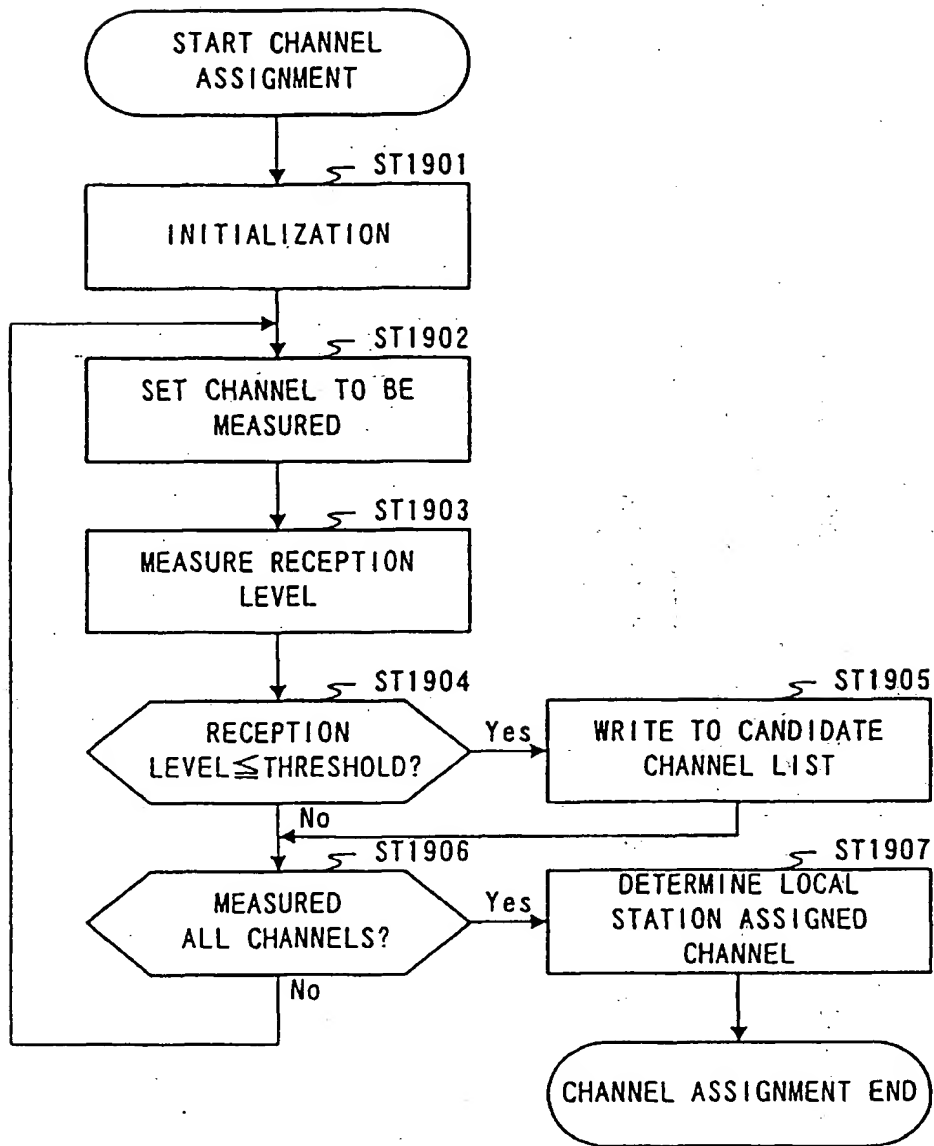 START CHANNEL
ASSIGNMENT
ST1901
INITIALIZATION
ST1902
SET CHANNEL TO BE
MEASURED
ST1903
MEASURE RECEPTION
LEVEL
ST1904
RECEPTION
LEVEL≦THRESHOLD?
Yes
No
ST1905
WRITE TO CANDIDATE
CHANNEL LIST
ST1906
MEASURED
ALL CHANNELS?
Yes
No
ST1907
DETERMINE LOCAL
STATION ASSIGNED
CHANNEL
CHANNEL ASSIGNMENT END